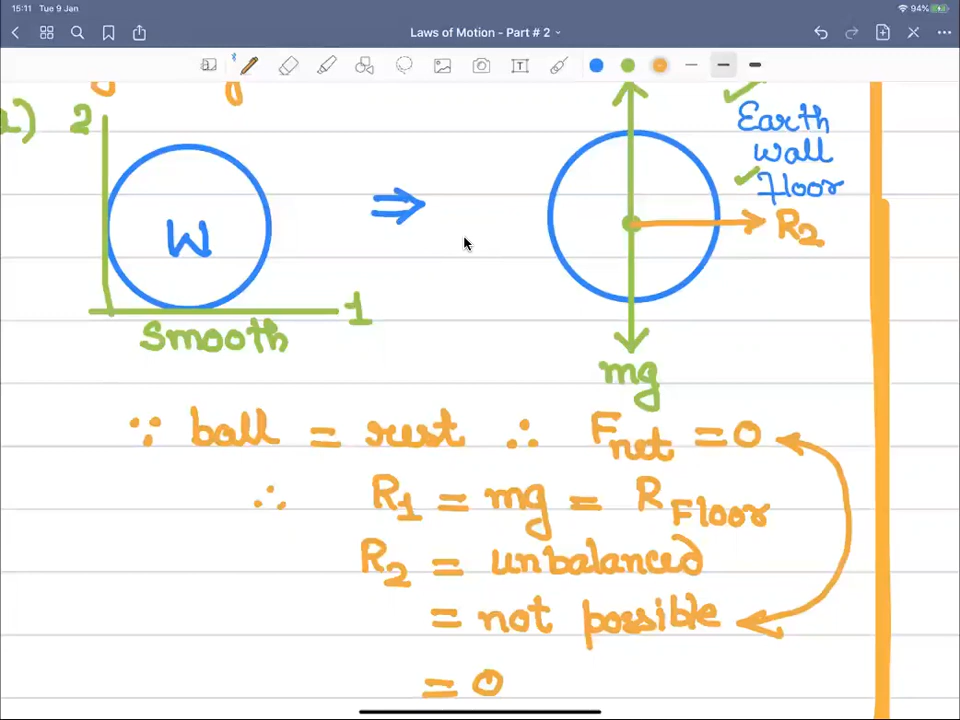 15:11 Tue 9 Jan
94%
Laws of Motion - Part # 2
2
Earth
Wall
Floor
W
R2
1
Smooth
mg
∵ ball = rest ∴ Fnet = 0
∴ R1 = mg = RFloor
R2 = unbalanced
= not possible
= 0